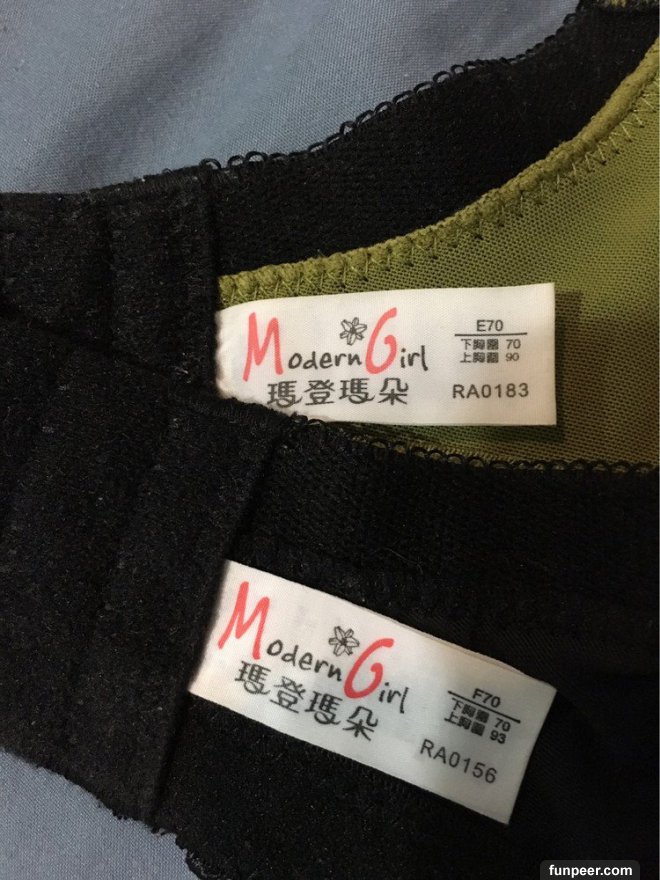 Modern Girl
瑪登瑪朵
E70
下胸圍 70
上胸圍 90
RA0183
Modern Girl
瑪登瑪朵
F70
下胸圍 70
上胸圍 93
RA0156
funpeer.com